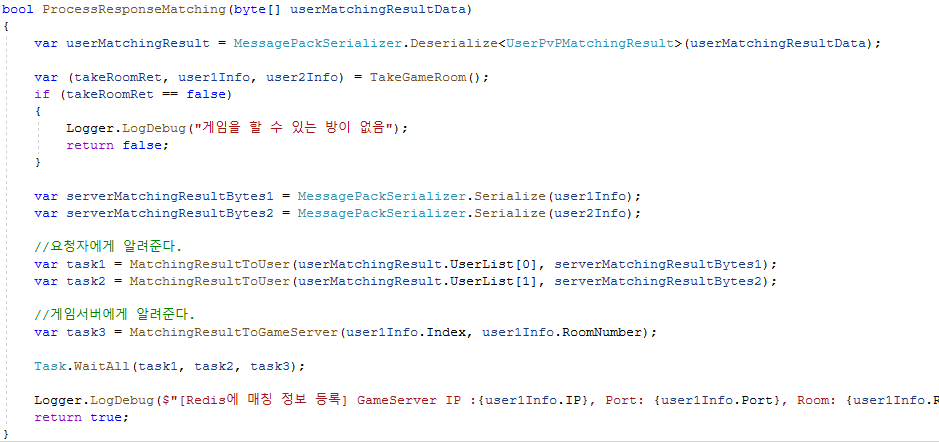 bool ProcessResponseMatching(byte[] userMatchingResultData)
{
var userMatchingResult = MessagePackSerializer.Deserialize<UserPvPMatchingResult>(userMatchingResultData);
var (takeRoomRet, user1Info, user2Info) = TakeGameRoom();
if (takeRoomRet == false)
{
Logger.LogDebug("게임을 할 수 있는 방이 없음");
return false;
}
var serverMatchingResultBytes1 = MessagePackSerializer.Serialize(user1Info);
var serverMatchingResultBytes2 = MessagePackSerializer.Serialize(user2Info);
//요청자에게 알려준다.
var task1 = MatchingResultToUser(userMatchingResult.UserList[0], serverMatchingResultBytes1);
var task2 = MatchingResultToUser(userMatchingResult.UserList[1], serverMatchingResultBytes2);
//게임서버에게 알려준다.
var task3 = MatchingResultToGameServer(user1Info.Index, user1Info.RoomNumber);
Task.WaitAll(task1, task2, task3);
Logger.LogDebug($"[Redis에 매칭 정보 등록] GameServer IP :{user1Info.IP}, Port: {user1Info.Port}, Room: {user1Info.R
return true;
}